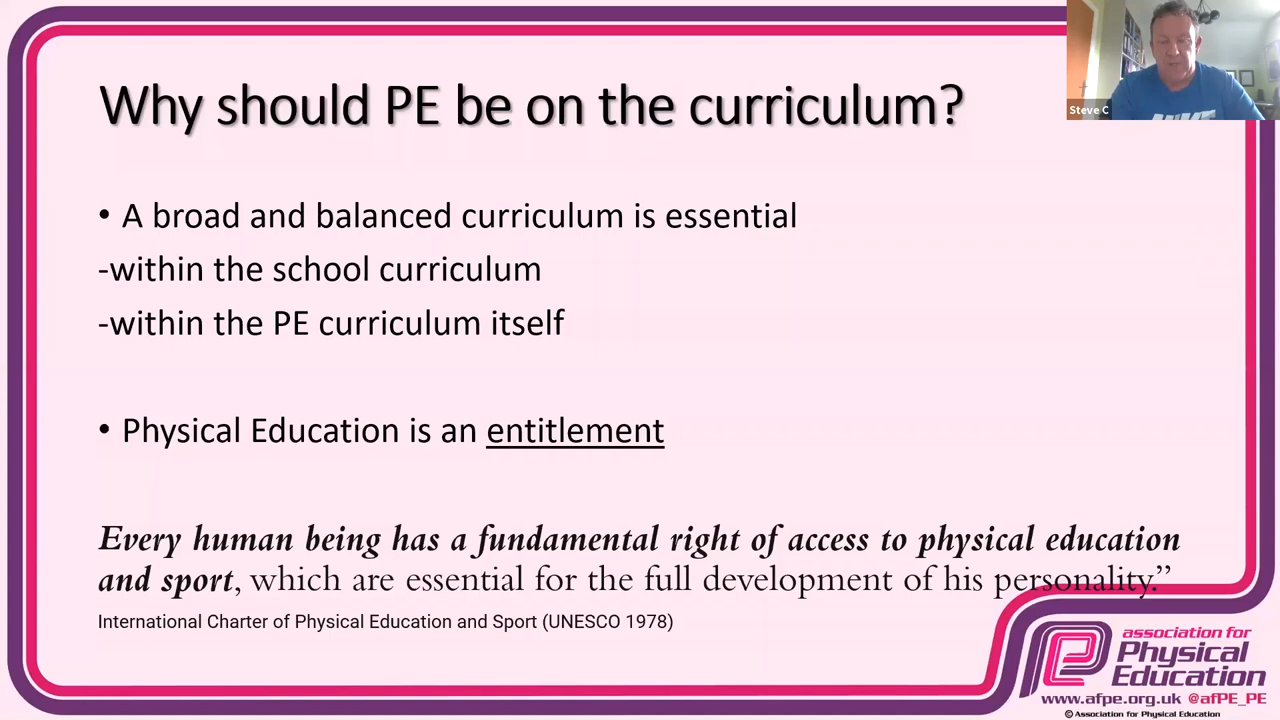 Why should PE be on the curriculum?
Steve C
• A broad and balanced curriculum is essential
-within the school curriculum
-within the PE curriculum itself
• Physical Education is an entitlement
Every human being has a fundamental right of access to physical education
and sport, which are essential for the full development of his personality.”
International Charter of Physical Education and Sport (UNESCO 1978)
association for
Physical
Education
www.afpe.org.uk @afPE_PE
© Association for Physical Education